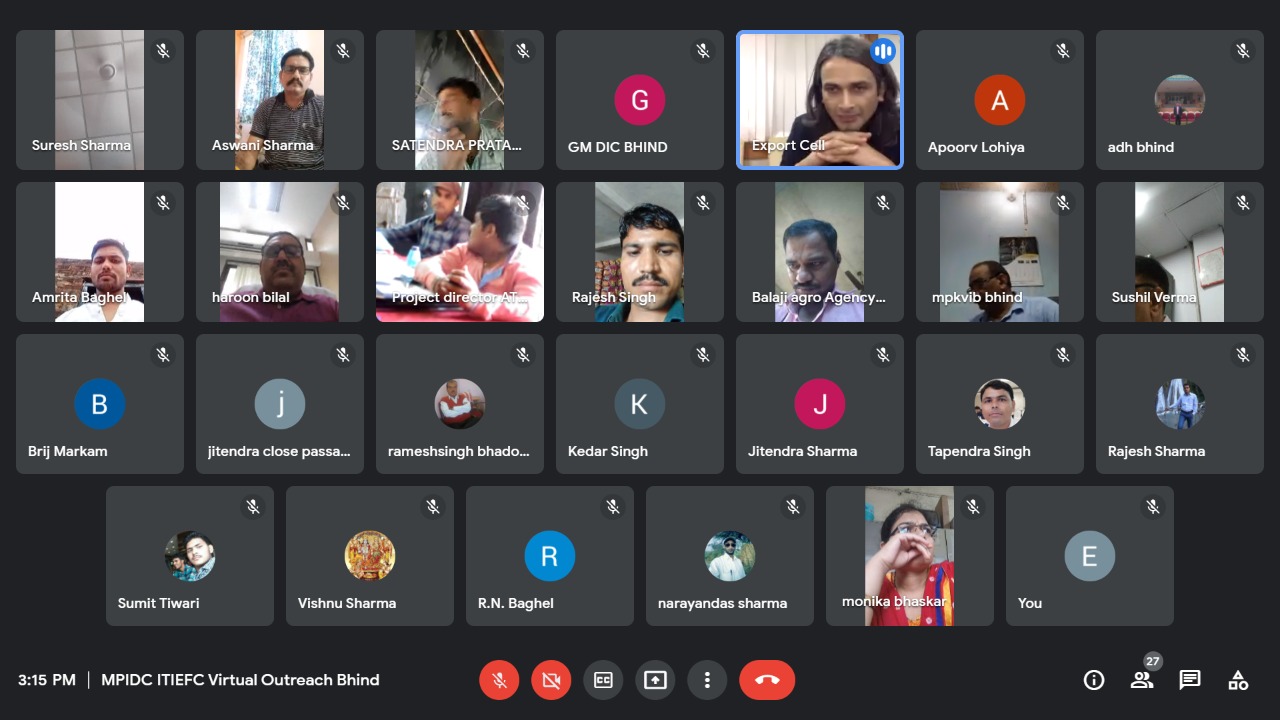 Suresh Sharma
Aswani Sharma
SATENDRA PRATA...
G
GM DIC BHIND
Export Cell
A
Apoorv Lohiya
adh bhind
Amrita Baghel
haroon bilal
Project director AT...
Rajesh Singh
Balaji agro Agency...
mpkvib bhind
Sushil Verma
B
Brij Markam
j
jitendra close passa...
rameshsingh bhado...
K
Kedar Singh
J
Jitendra Sharma
Tapendra Singh
Rajesh Sharma
Sumit Tiwari
Vishnu Sharma
R
R.N. Baghel
narayandas sharma
monika bhaskar
E
You
3:15 PM | MPIDC ITIEFC Virtual Outreach Bhind
CC
27